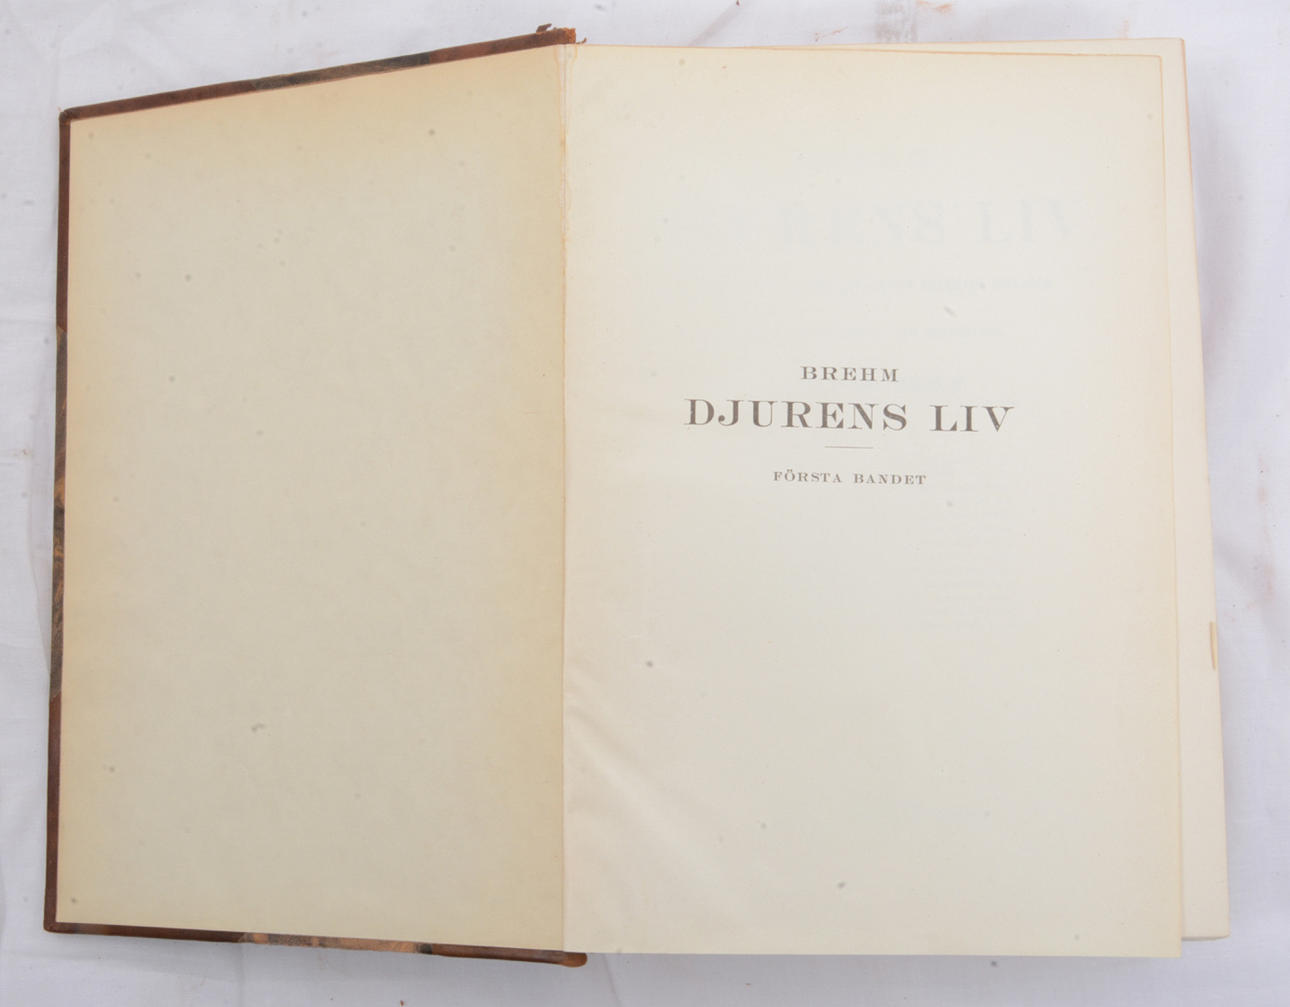 BREHM
DJURENS LIV
FÖRSTA BANDET